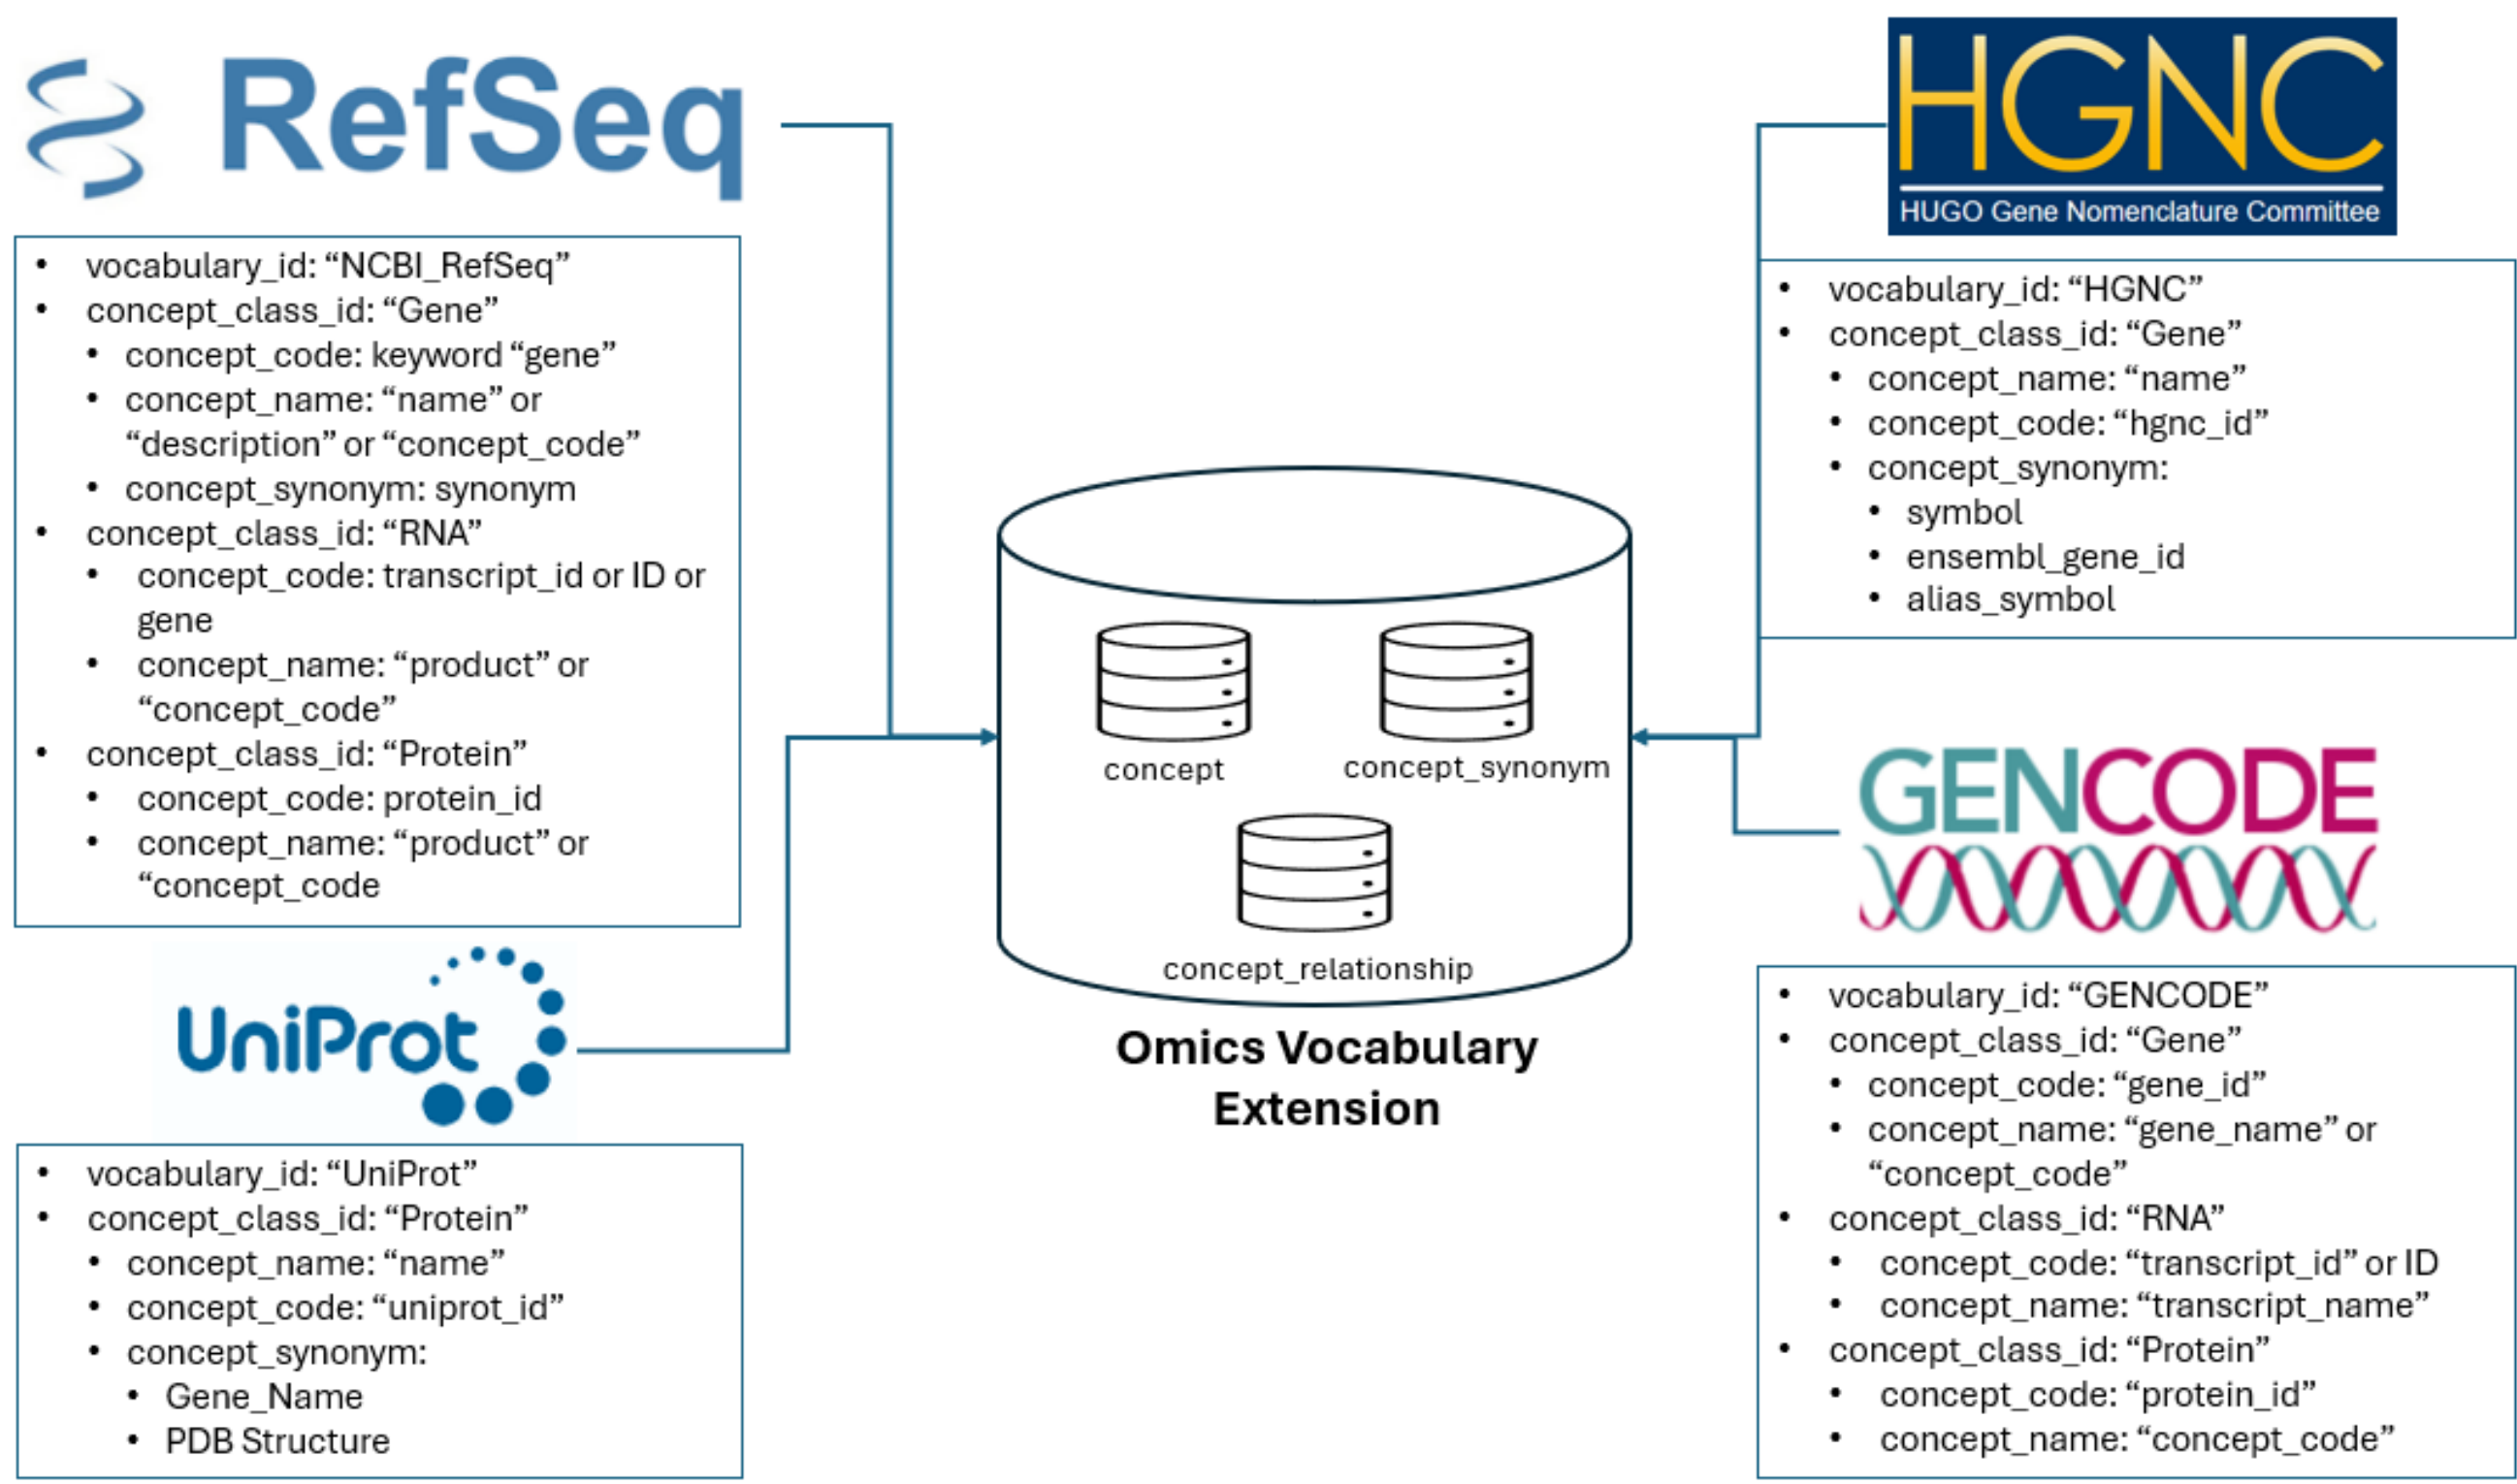 RefSeq
• vocabulary_id: “NCBI_RefSeq”
• concept_class_id: “Gene”
• concept_code: keyword “gene”
• concept_name: “name” or
“description” or “concept_code”
• concept_synonym: synonym
• concept_class_id: “RNA”
• concept_code: transcript_id or ID or
gene
• concept_name: “product” or
“concept_code”
• concept_class_id: “Protein”
• concept_code: protein_id
• concept_name: “product” or
“concept_code
UniProt
• vocabulary_id: “UniProt”
• concept_class_id: “Protein”
• concept_name: “name”
• concept_code: “uniprot_id”
• concept_synonym:
• Gene_Name
• PDB Structure
concept
concept_synonym
concept_relationship
Omics Vocabulary
Extension
HGNC
HUGO Gene Nomenclature Committee
• vocabulary_id: “HGNC”
• concept_class_id: “Gene”
• concept_name: “name”
• concept_code: “hgnc_id”
• concept_synonym:
• symbol
• ensembl_gene_id
• alias_symbol
GENCODE
• vocabulary_id: “GENCODE”
• concept_class_id: “Gene”
• concept_code: “gene_id”
• concept_name: “gene_name” or
“concept_code”
• concept_class_id: “RNA”
• concept_code: “transcript_id” or ID
• concept_name: “transcript_name”
• concept_class_id: “Protein”
• concept_code: “protein_id”
• concept_name: “concept_code”